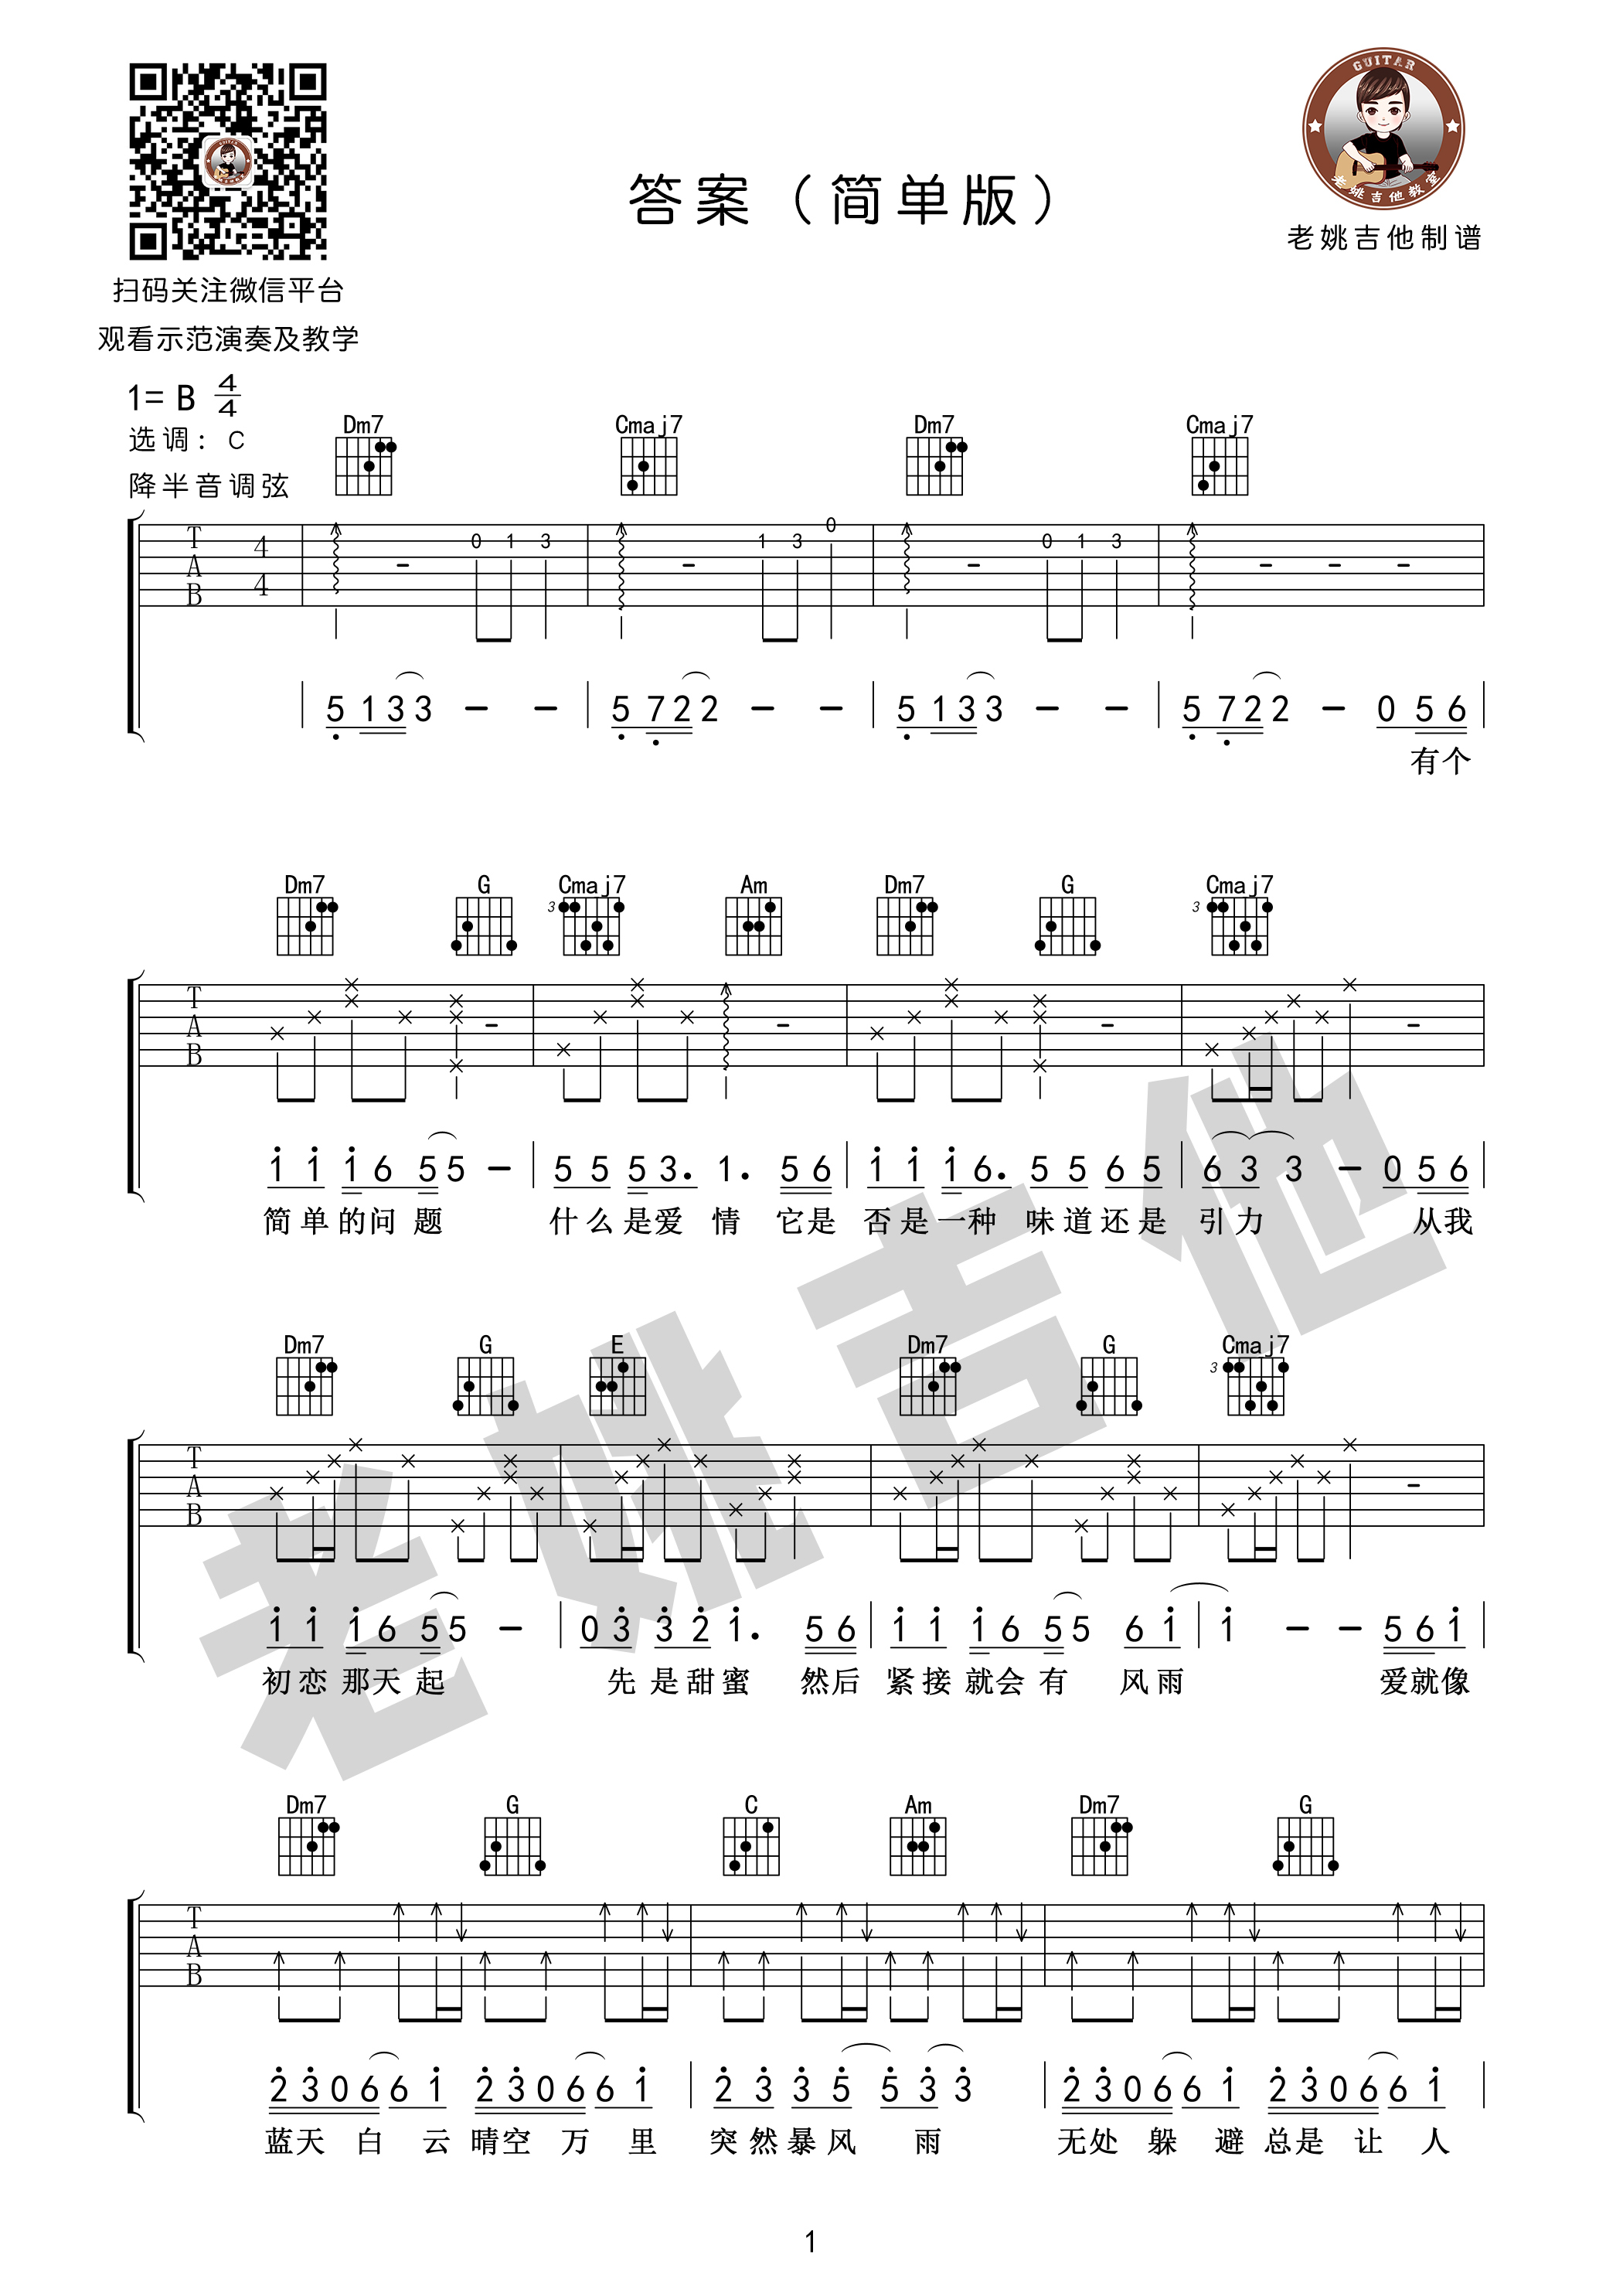 GUITAR
老姚吉他教室
老姚吉他制谱
答案（简单版）
扫码关注微信平台
观看示范演奏及教学
1= B 4/4
选调: C
降半音调弦
Dm7 Cmaj7 Dm7 Cmaj7
T A B 4 4 0 1 3 1 3 0 0 1 3
5 1 3 3 - - 5 7 2 2 - - 5 1 3 3 - - 5 7 2 2 - 0 5 6
有个
Dm7 G Cmaj7 Am Dm7 G Cmaj7
3 3
T A B
1 1 1 6 5 5 - 5 5 5 3. 1. 5 6 1 1 1 6. 5 5 6 5 6 3 3 - 0 5 6
简单的问题 什么是爱情 它是 否是一种 味道还是 引力 从我
Dm7 G E Dm7 G Cmaj7
3
T A B
1 1 1 6 5 5 - 0 3 3 2 1. 5 6 1 1 1 6 5 5 6 1 1 - - 5 6 1
初恋那天起 先是甜蜜 然后 紧接就会有 风雨 爱就像
Dm7 G C Am Dm7 G
T A B
2 3 0 6 6 1 2 3 0 6 6 1 2 3 3 5 5 3 3 2 3 0 6 6 1 2 3 0 6 6 1
蓝天 白 云 晴空 万 里 突然暴风 雨 无处 躲 避 总是 让 人
老姚吉他
1